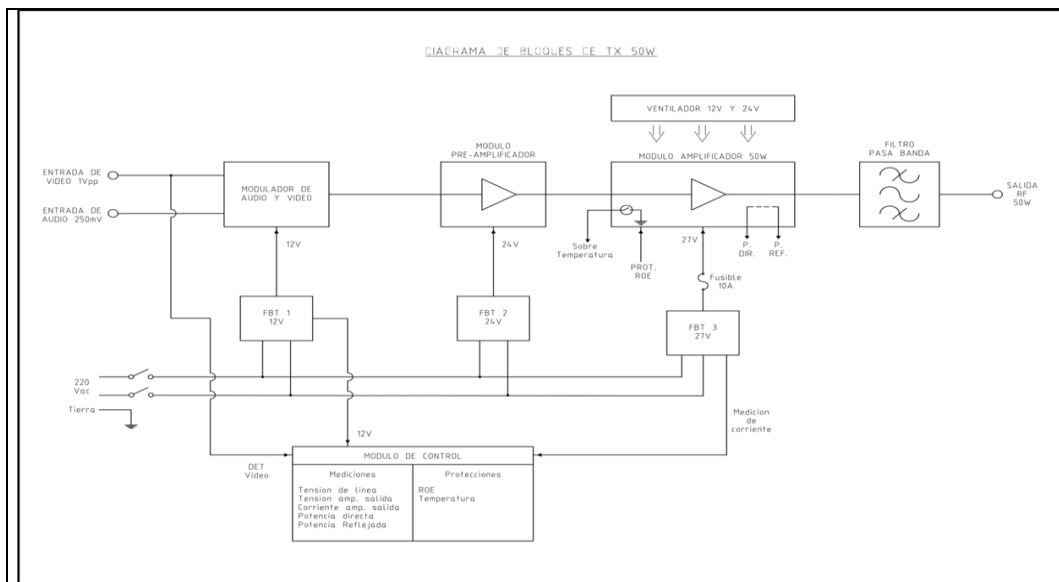 DIAGRAMA DE BLOQUES DE TX 50W
VENTILADOR 12V Y 24V
MODULO
PRE-AMPLIFICADOR
MODULO AMPLIFICADOR 50W
FILTRO
PASA BANDA
ENTRADA DE
VIDEO 1Vpp
MODULADOR DE
AUDIO Y VIDEO
ENTRADA DE
AUDIO 250mV
SALIDA
RF
50W
12V
24V
Sobre
Temperatura
PROT.
ROE
27V
P.
DIR.
P.
REF.
Fusible
10A
FBT 1
12V
FBT 2
24V
FBT 3
27V
220
Vac
Tierra
Medicion
de
corriente
12V
DET
Video
MODULO DE CONTROL
Mediciones
Protecciones
Tension de linea
Tension amp. salida
Corriente amp. salida
Potencia directa
Potencia Reflejada
ROE
Temperatura